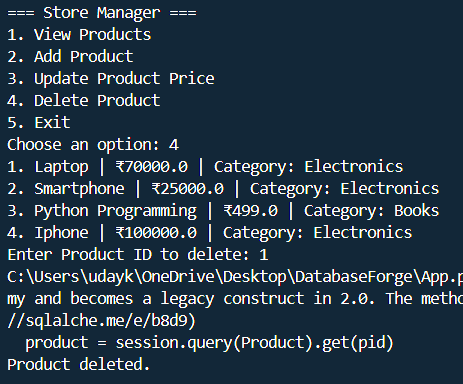 === Store Manager ===
1. View Products
2. Add Product
3. Update Product Price
4. Delete Product
5. Exit
Choose an option: 4
1. Laptop | ₹70000.0 | Category: Electronics
2. Smartphone | ₹25000.0 | Category: Electronics
3. Python Programming | ₹499.0 | Category: Books
4. Iphone | ₹100000.0 | Category: Electronics
Enter Product ID to delete: 1
C:\Users\udayk\OneDrive\Desktop\DatabaseForge\App.p
my and becomes a legacy construct in 2.0. The metho
//sqlalche.me/e/b8d9)
  product = session.query(Product).get(pid)
Product deleted.